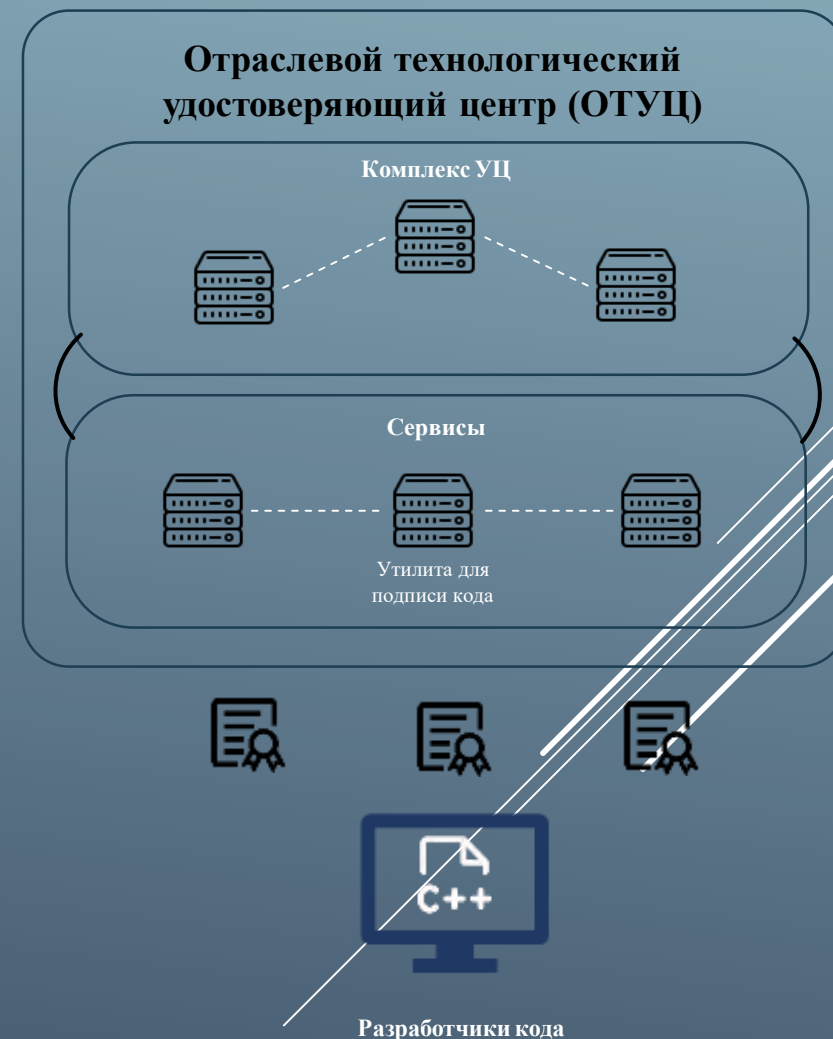 Отраслевой технологический
удостоверяющий центр (ОТУЦ)
Комплекс УЦ
Сервисы
Утилита для
подписи кода
C++
Разработчики кода